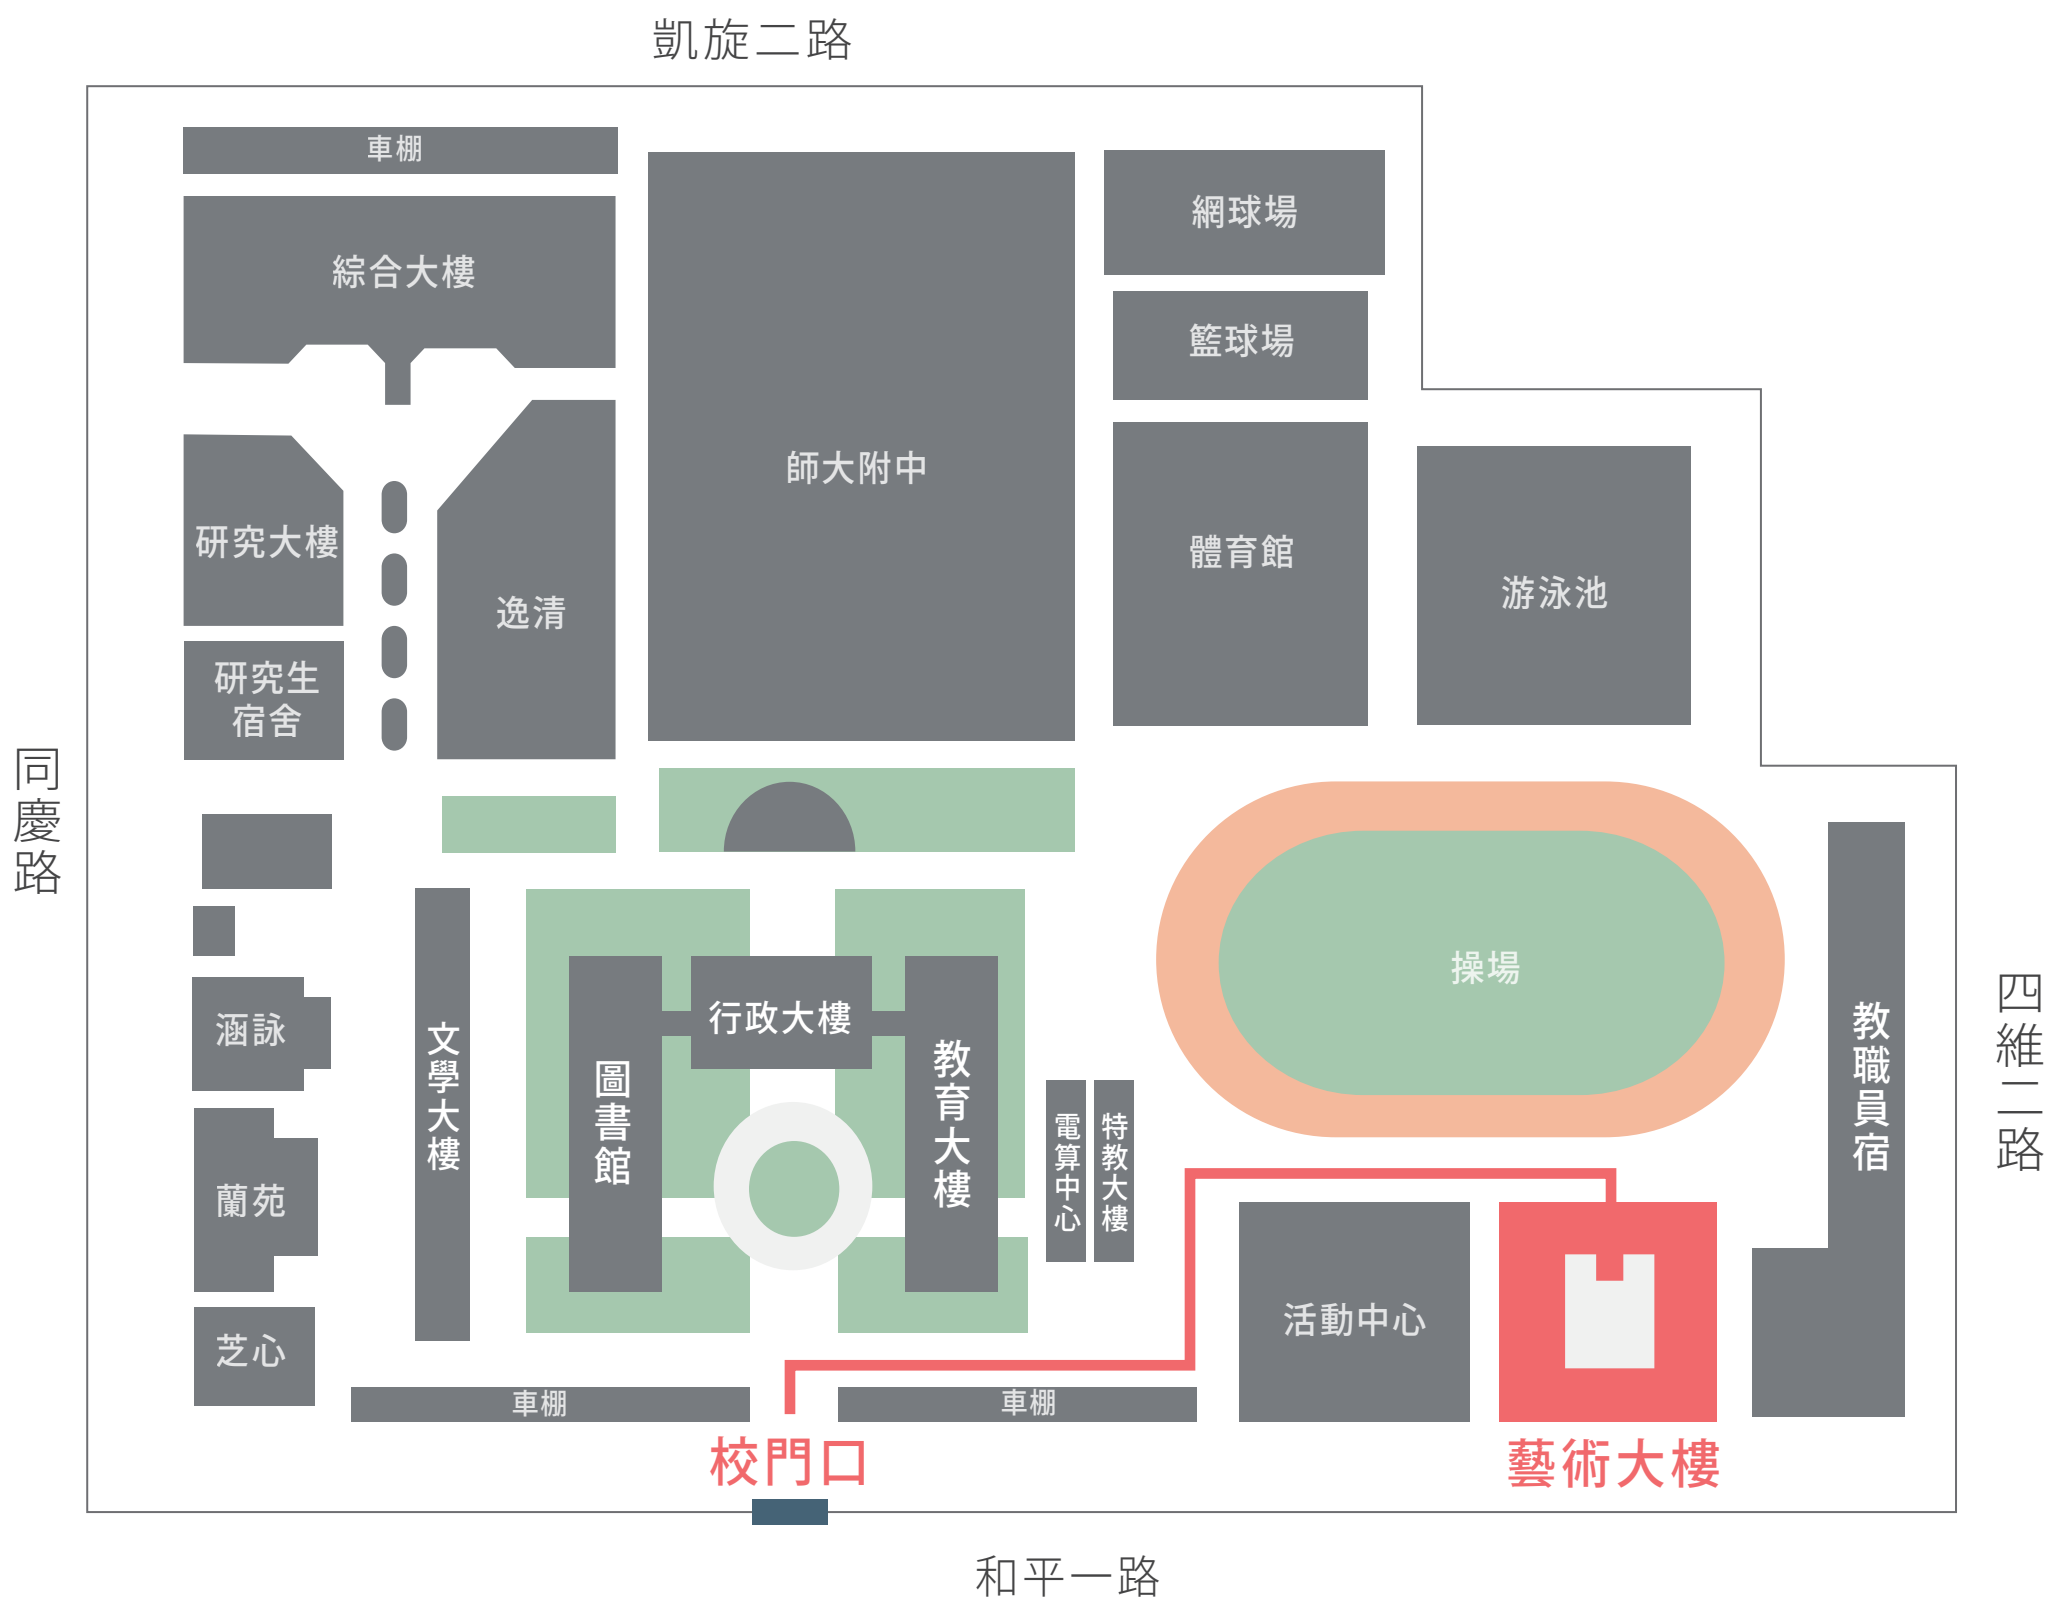 凱旋二路
車棚
網球場
綜合大樓
籃球場
師大附中
研究大樓
體育館
游泳池
逸清
研究生
宿舍
同慶路
操場
四維二路
教職員宿
涵詠
文學大樓
行政大樓
圖書館
教育大樓
電算中心
特教大樓
蘭苑
活動中心
芝心
車棚
車棚
校門口
藝術大樓
和平一路